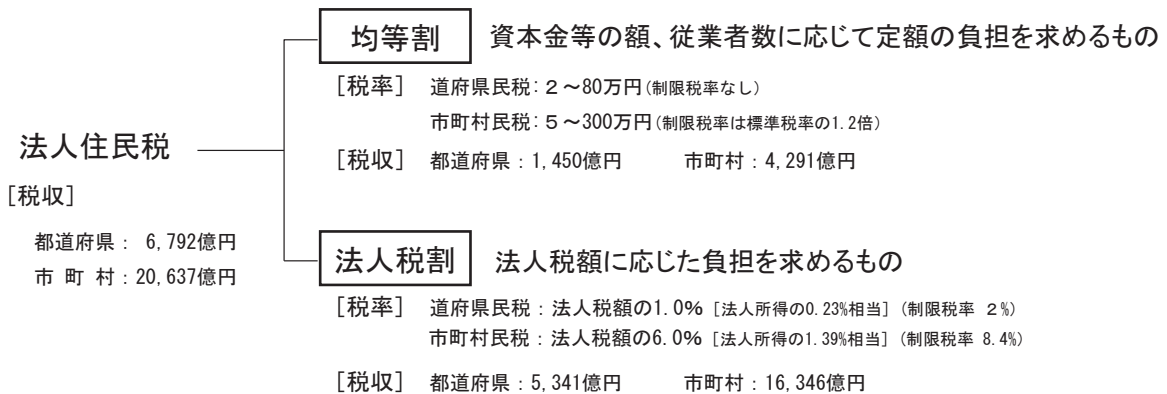 均等割 資本金等の額、従業者数に応じて定額の負担を求めるもの
［税率］ 道府県民税：２～80万円（制限税率なし）
市町村民税：５～300万円（制限税率は標準税率の1.2倍）
［税収］ 都道府県：1,450億円 市町村：4,291億円
法人住民税
［税収］
都道府県： 6,792億円
市 町 村：20,637億円
法人税割 法人税額に応じた負担を求めるもの
［税率］ 道府県民税：法人税額の1.0％［法人所得の0.23%相当］（制限税率 ２%）
市町村民税：法人税額の6.0％［法人所得の1.39%相当］（制限税率 8.4%）
［税収］ 都道府県：5,341億円 市町村：16,346億円